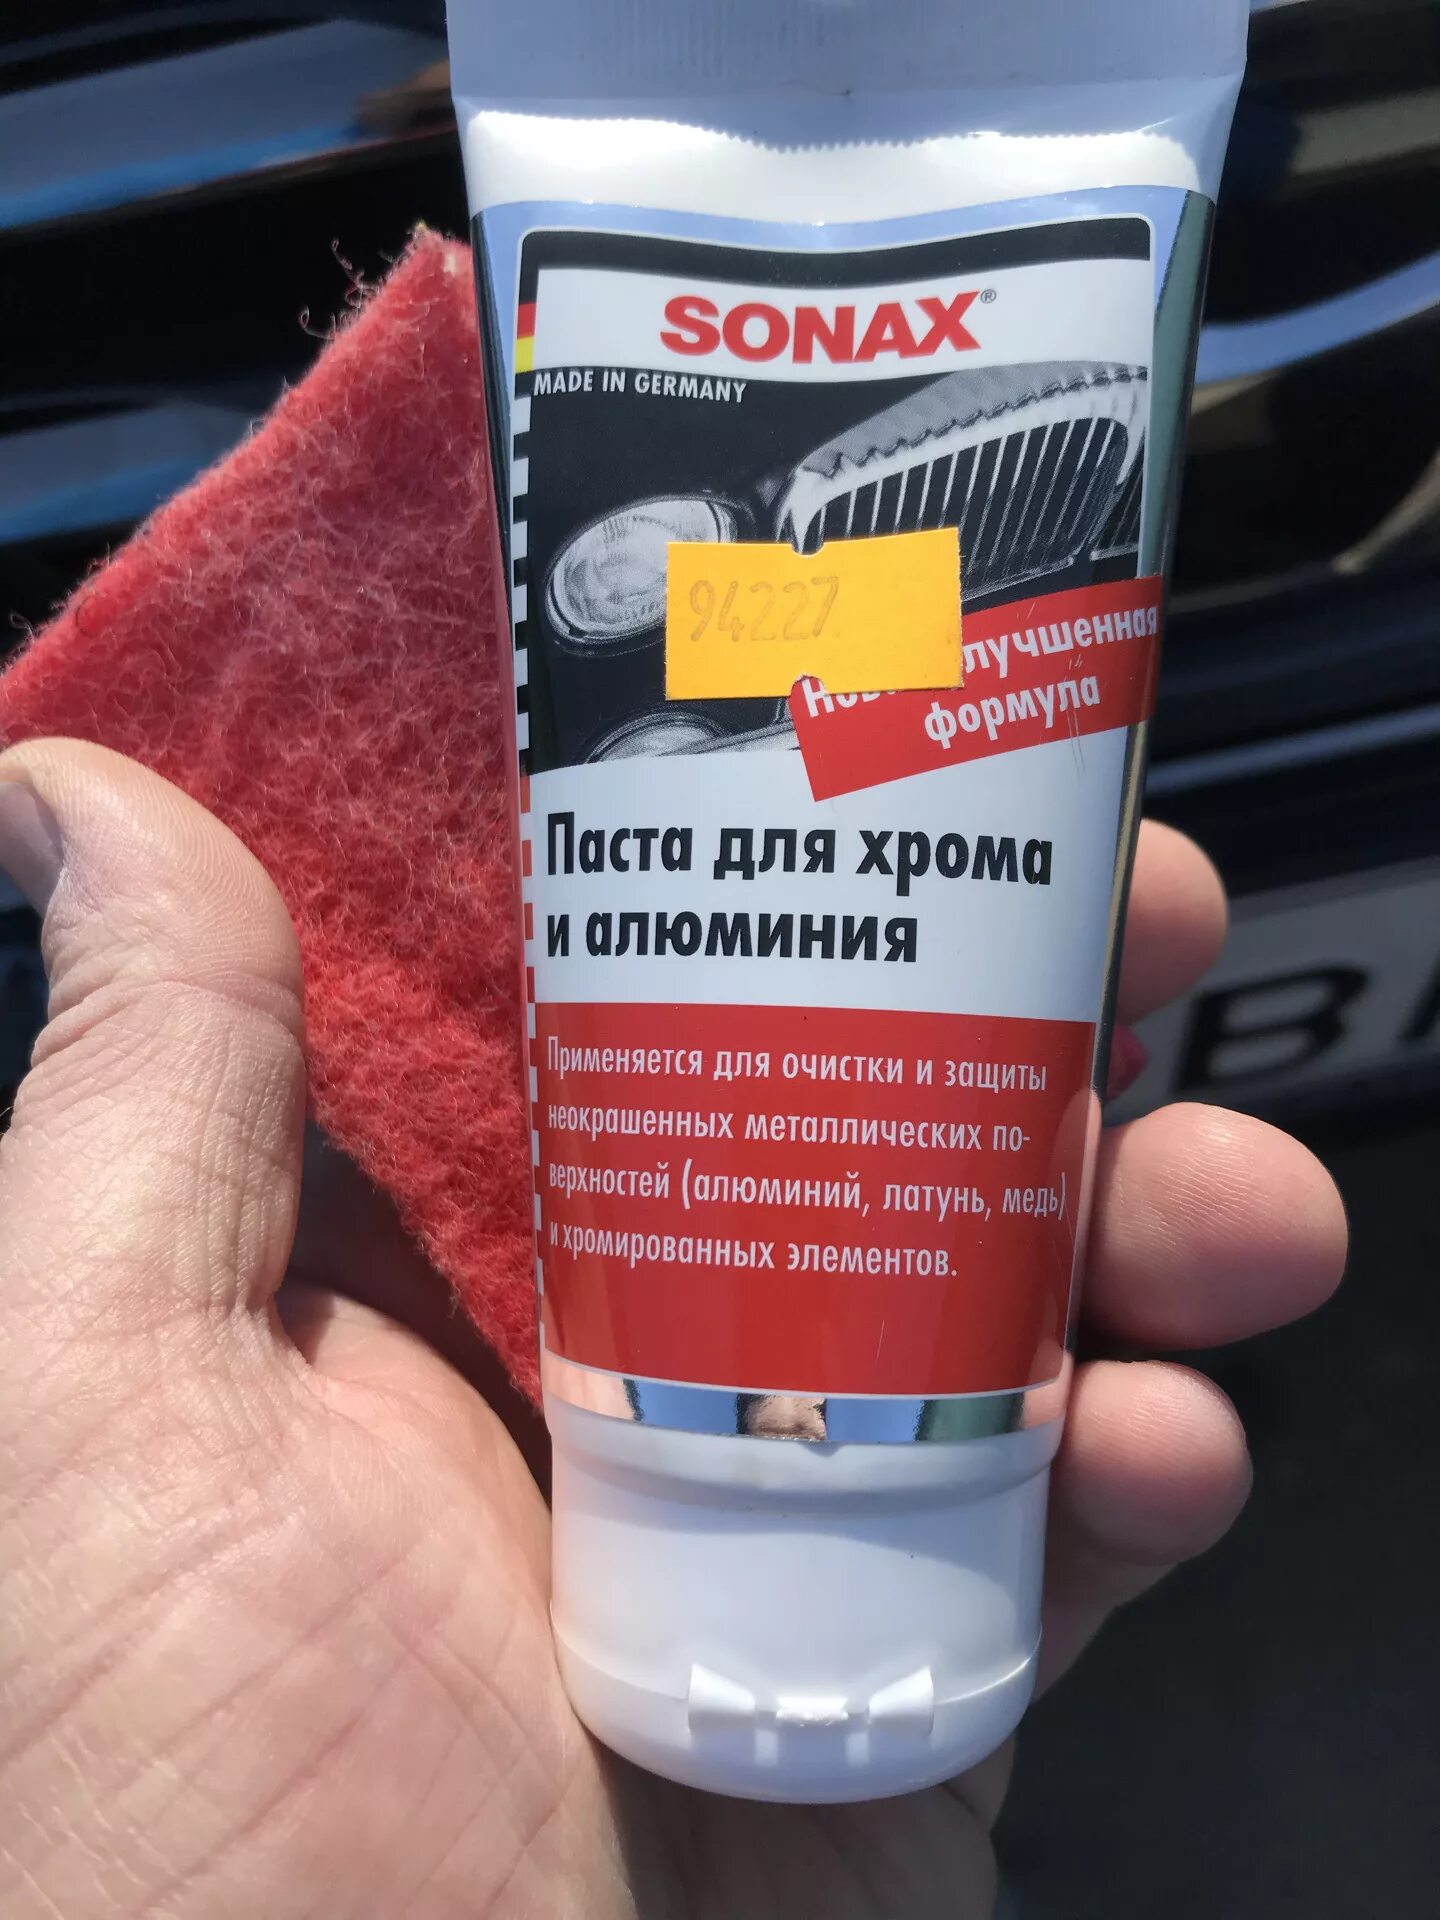 SONAX®
MADE IN GERMANY
94227
формула
Паста для хрома
и алюминия
Применяется для очистки и защиты
неокрашенных металлических по-
верхностей (алюминий, латунь, медь)
и хромированных элементов.
В